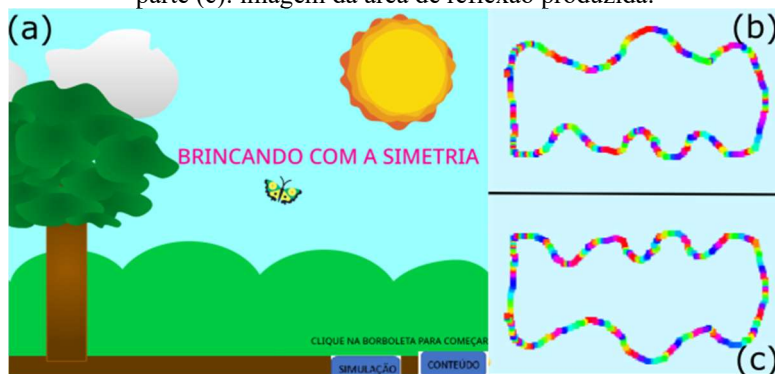 parte (c): imagem da área de reflexão produzida.
(a)
(b)
BRINCANDO COM A SIMETRIA
CLIQUE NA BORBOLETA PARA COMEÇAR
SIMULAÇÃO
CONTEÚDO
(c)